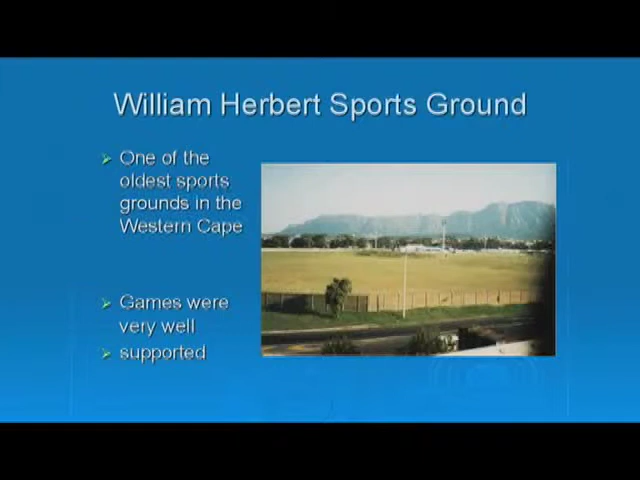 William Herbert Sports Ground
One of the
oldest sports
grounds in the
Western Cape
Games were
very well
supported